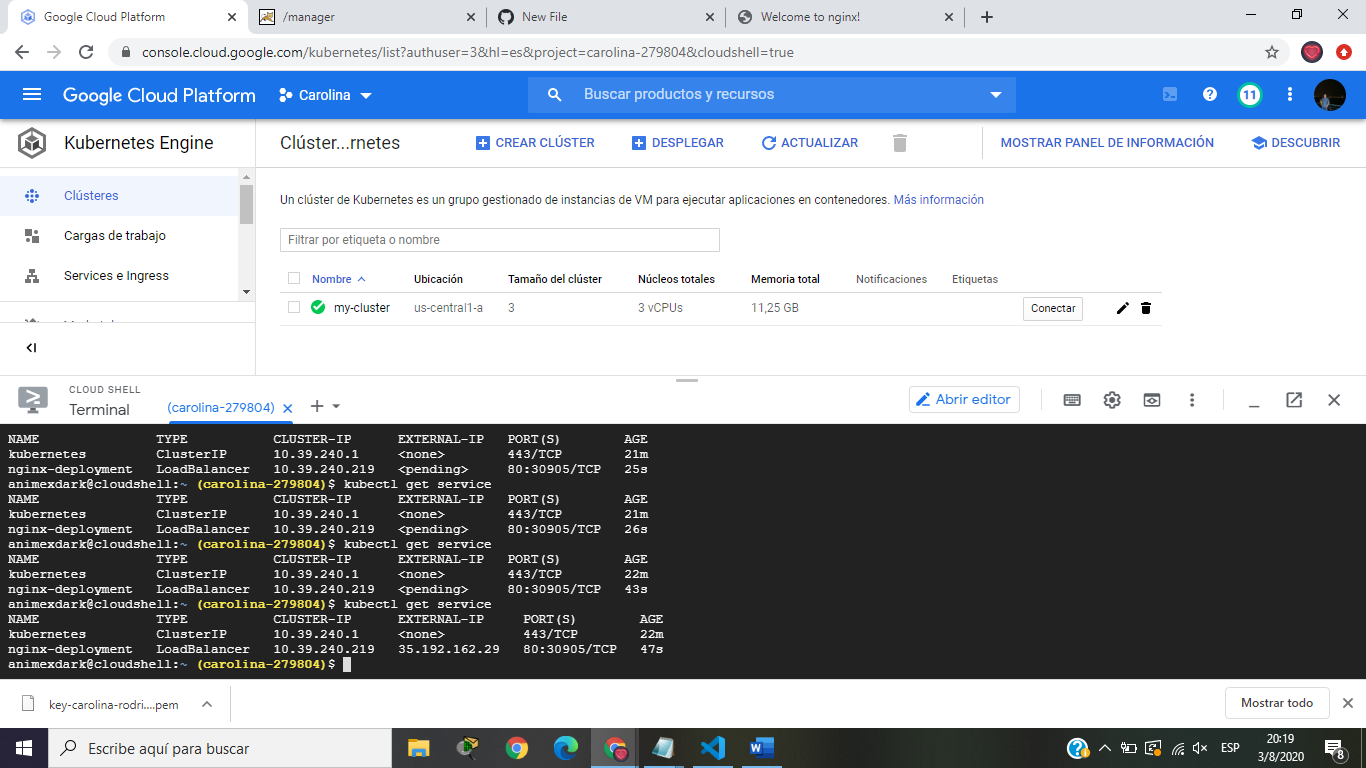 Google Cloud Platform
/manager
New File
Welcome to nginx!
console.cloud.google.com/kubernetes/list?authuser=3&hl=es&project=carolina-279804&cloudshell=true
Google Cloud Platform
Carolina
Buscar productos y recursos
11
Kubernetes Engine
Clúster...rnetes
CREAR CLÚSTER
DESPLEGAR
ACTUALIZAR
MOSTRAR PANEL DE INFORMACIÓN
DESCUBRIR
Clústeres
Cargas de trabajo
Services e Ingress
Un clúster de Kubernetes es un grupo gestionado de instancias de VM para ejecutar aplicaciones en contenedores. Más información
Filtrar por etiqueta o nombre
Nombre Ubicación Tamaño del clúster Núcleos totales Memoria total Notificaciones Etiquetas
my-cluster us-central1-a 3 3 vCPUs 11,25 GB Conectar
CLOUD SHELL
Terminal
(carolina-279804)
Abrir editor
NAME TYPE CLUSTER-IP EXTERNAL-IP PORT(S) AGE
kubernetes ClusterIP 10.39.240.1 <none> 443/TCP 21m
nginx-deployment LoadBalancer 10.39.240.219 <pending> 80:30905/TCP 25s
animexdark@cloudshell:~ (carolina-279804)$ kubectl get service
NAME TYPE CLUSTER-IP EXTERNAL-IP PORT(S) AGE
kubernetes ClusterIP 10.39.240.1 <none> 443/TCP 21m
nginx-deployment LoadBalancer 10.39.240.219 <pending> 80:30905/TCP 26s
animexdark@cloudshell:~ (carolina-279804)$ kubectl get service
NAME TYPE CLUSTER-IP EXTERNAL-IP PORT(S) AGE
kubernetes ClusterIP 10.39.240.1 <none> 443/TCP 22m
nginx-deployment LoadBalancer 10.39.240.219 <pending> 80:30905/TCP 43s
animexdark@cloudshell:~ (carolina-279804)$ kubectl get service
NAME TYPE CLUSTER-IP EXTERNAL-IP PORT(S) AGE
kubernetes ClusterIP 10.39.240.1 <none> 443/TCP 22m
nginx-deployment LoadBalancer 10.39.240.219 35.192.162.29 80:30905/TCP 47s
animexdark@cloudshell:~ (carolina-279804)$
key-carolina-rodri....pem
Mostrar todo
Escribe aquí para buscar
ESP
20:19
3/8/2020
8